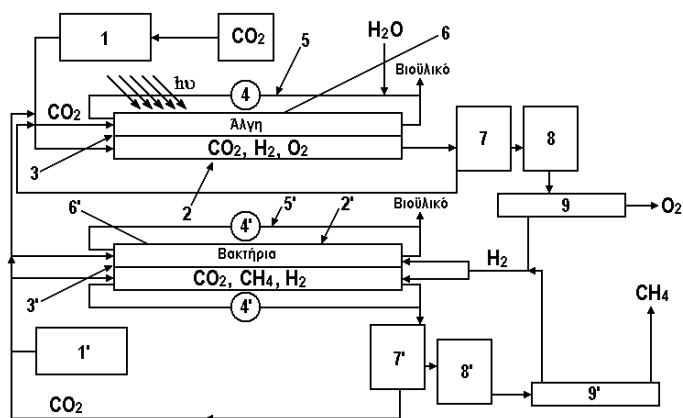 1
CO2
5
H2O
6
hυ
4
Βιοϋλικό
CO2
Άλγη
3
CO2, H2, O2
7
8
2
9
O2
6'
4'
5'
2'
Βιοϋλικό
Βακτήρια
H2
3'
CO2, CH4, H2
CH4
4'
1'
7'
8'
9'
CO2